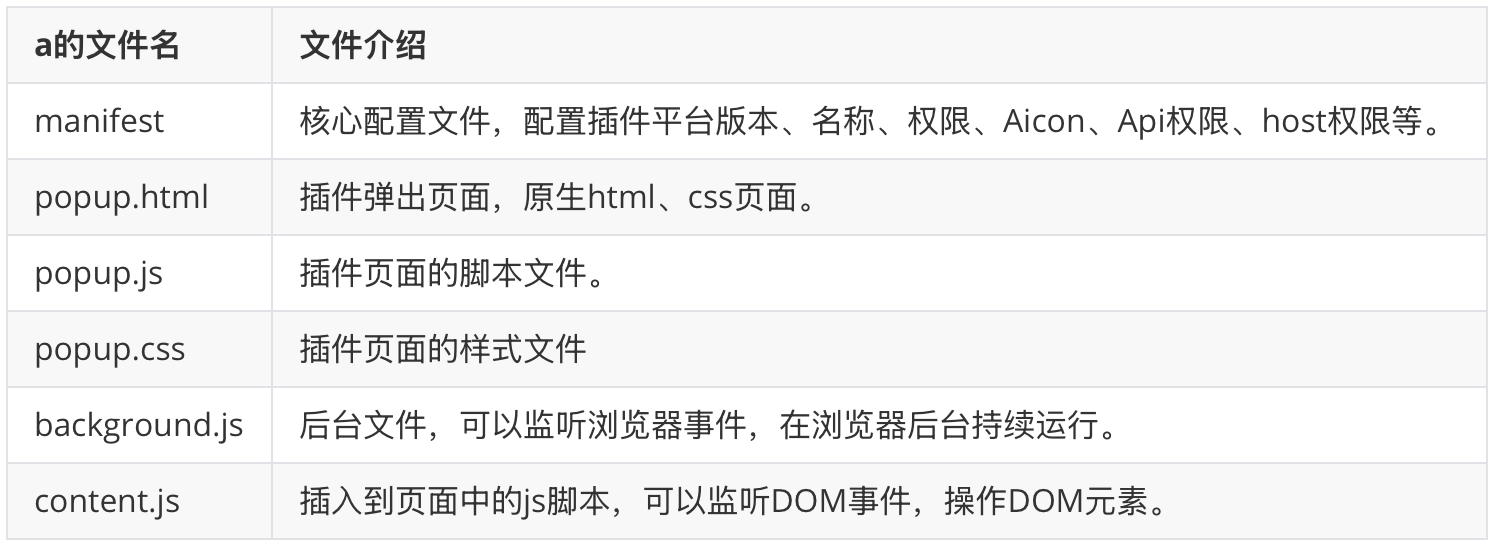 a的文件名 文件介绍
manifest 核心配置文件，配置插件平台版本、名称、权限、Aicon、Api权限、host权限等。
popup.html 插件弹出页面，原生html、css页面。
popup.js 插件页面的脚本文件。
popup.css 插件页面的样式文件
background.js 后台文件，可以监听浏览器事件，在浏览器后台持续运行。
content.js 插入到页面中的js脚本，可以监听DOM事件，操作DOM元素。